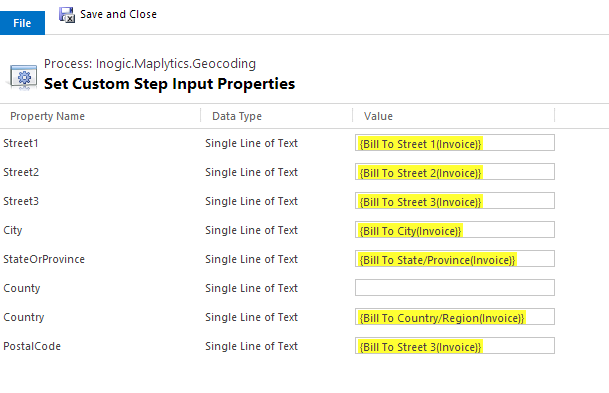 File Save and Close
Process: Inogic.Maplytics.Geocoding
Set Custom Step Input Properties
Property Name Data Type Value
Street1 Single Line of Text {Bill To Street 1(Invoice)}
Street2 Single Line of Text {Bill To Street 2(Invoice)}
Street3 Single Line of Text {Bill To Street 3(Invoice)}
City Single Line of Text {Bill To City(Invoice)}
StateOrProvince Single Line of Text {Bill To State/Province(Invoice)}
County Single Line of Text
Country Single Line of Text {Bill To Country/Region(Invoice)}
PostalCode Single Line of Text {Bill To Street 3(Invoice)}